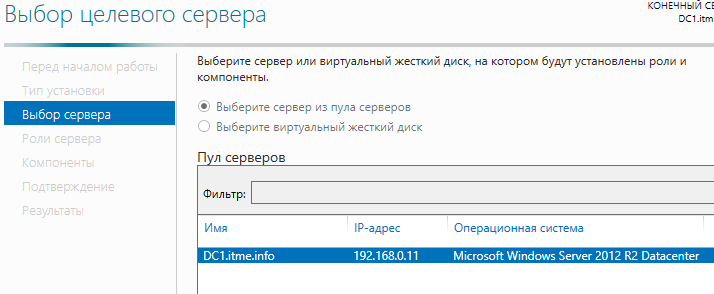 Выбор целевого сервера
КОНЕЧНЫЙ СЕ
DC1.itme
Перед началом работы
Тип установки
Выбор сервера
Роли сервера
Компоненты
Подтверждение
Результаты
Выберите сервер или виртуальный жесткий диск, на котором будут установлены роли и
компоненты.
Выберите сервер из пула серверов
Выберите виртуальный жесткий диск
Пул серверов
Фильтр:
Имя IP-адрес Операционная система
DC1.itme.info 192.168.0.11 Microsoft Windows Server 2012 R2 Datacenter